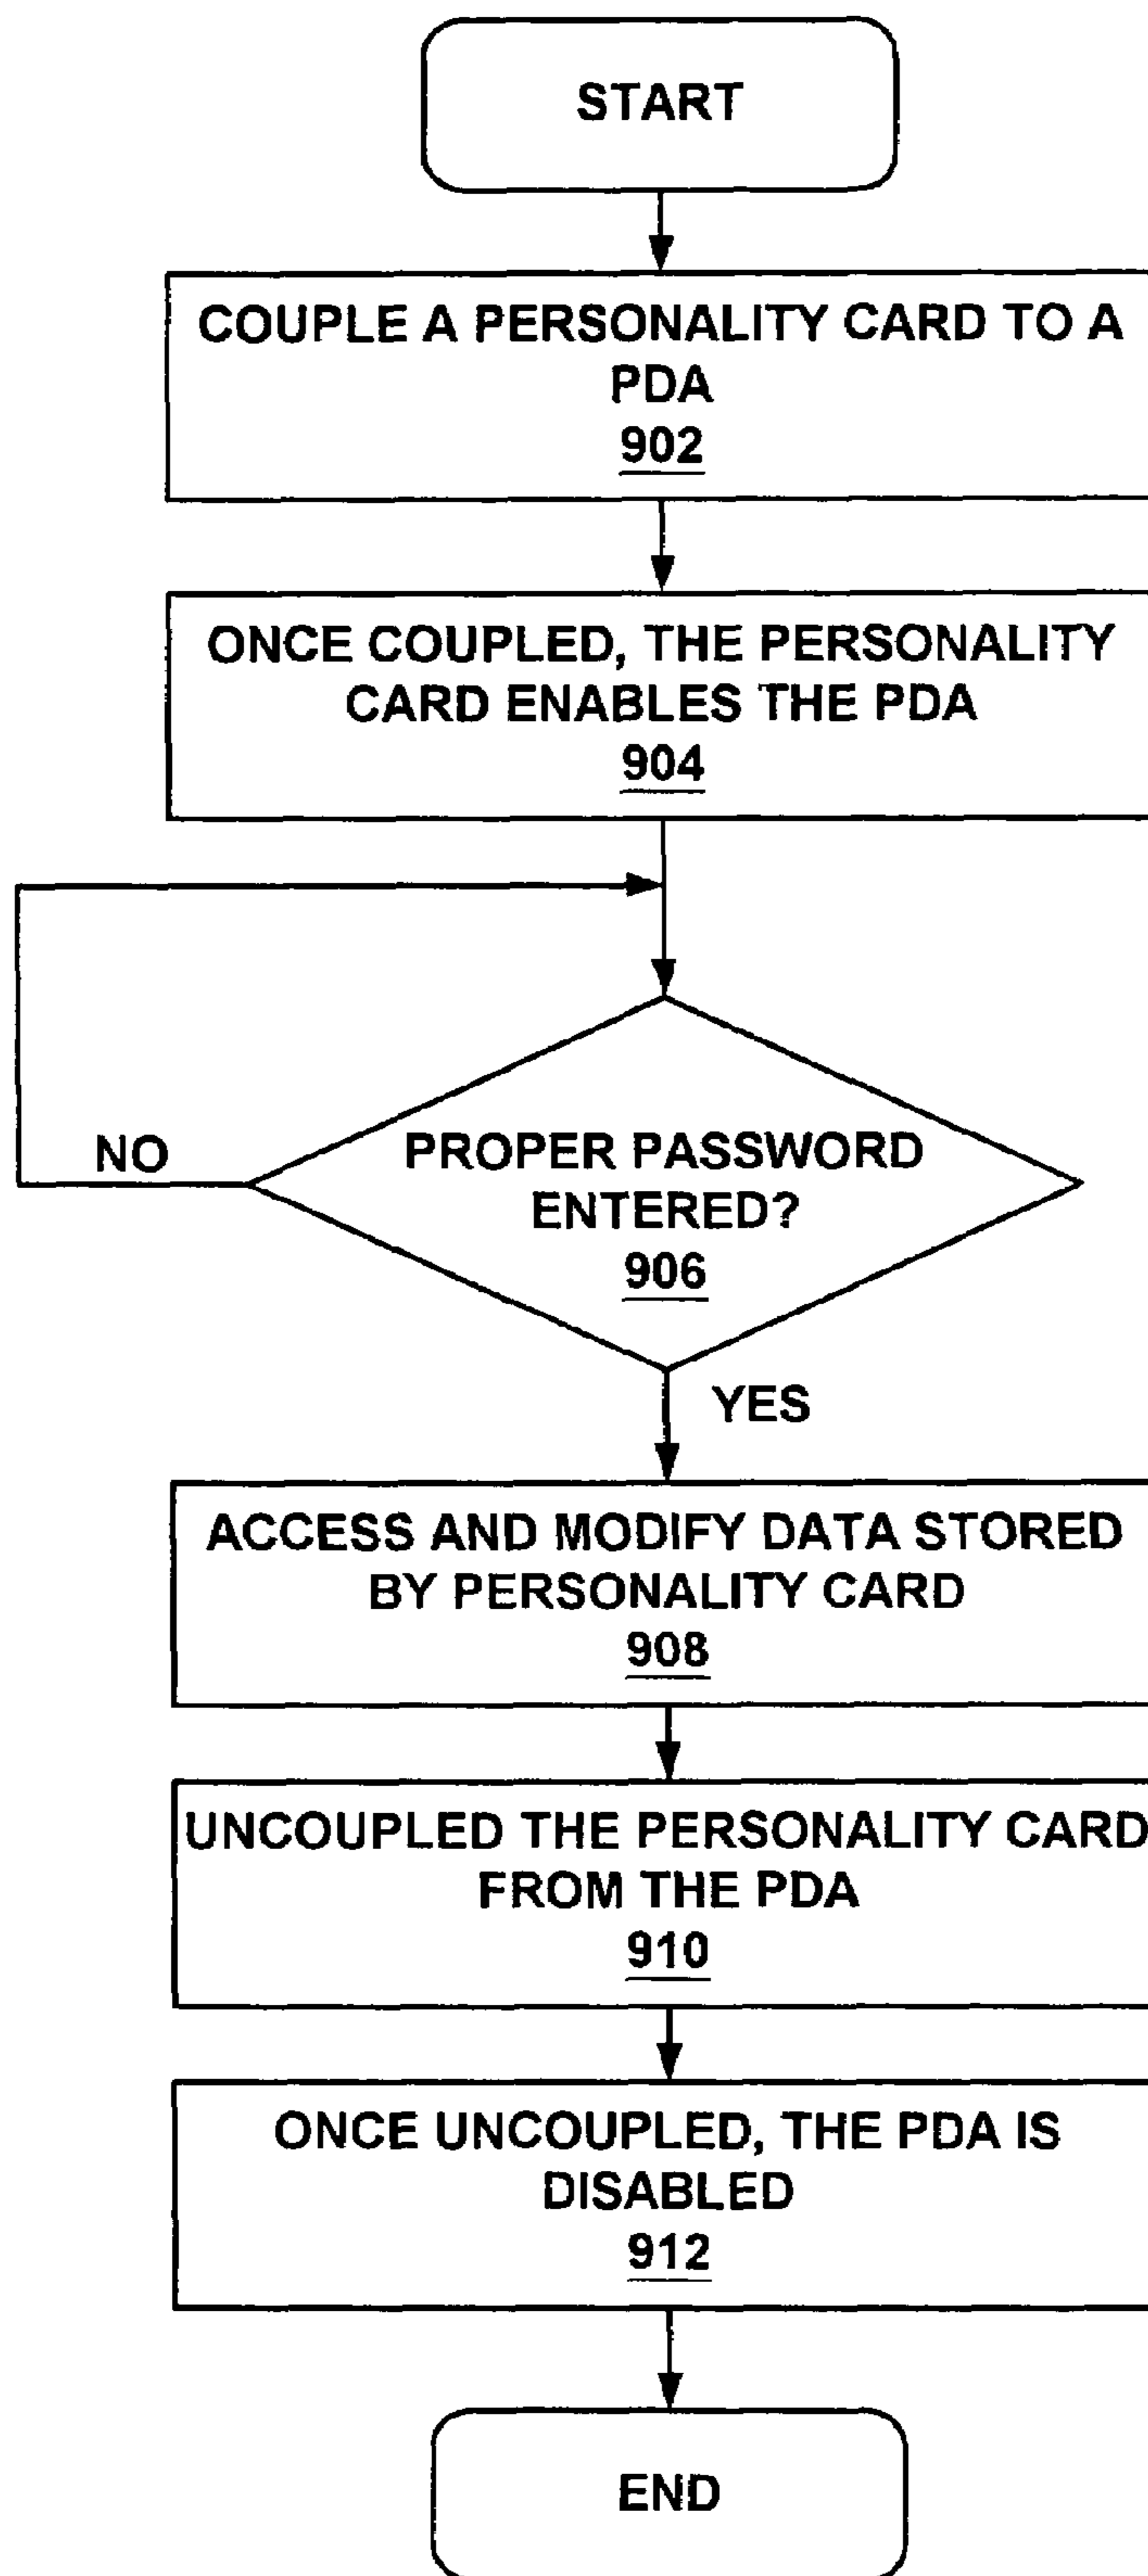 START
COUPLE A PERSONALITY CARD TO A
PDA
902
ONCE COUPLED, THE PERSONALITY
CARD ENABLES THE PDA
904
NO
PROPER PASSWORD
ENTERED?
906
YES
ACCESS AND MODIFY DATA STORED
BY PERSONALITY CARD
908
UNCOUPLED THE PERSONALITY CARD
FROM THE PDA
910
ONCE UNCOUPLED, THE PDA IS
DISABLED
912
END